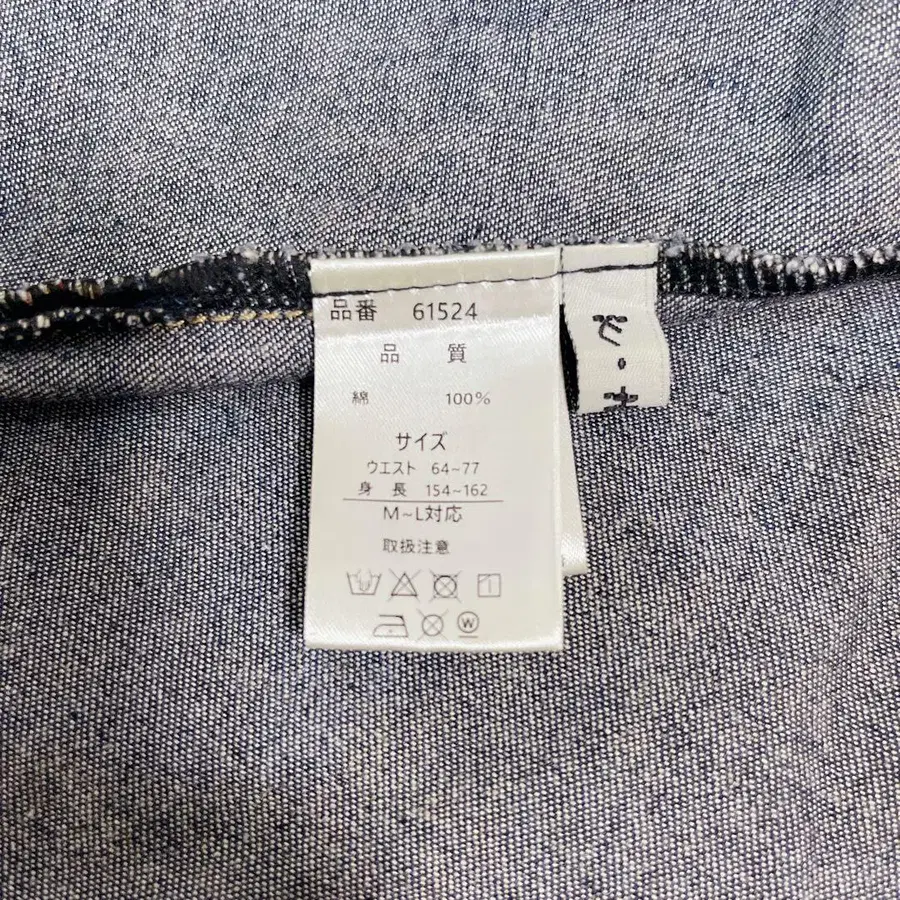 品番 61524
品質
綿 100%
サイズ
ウエスト 64~77
身長 154~162
M~L対応
取扱注意
W